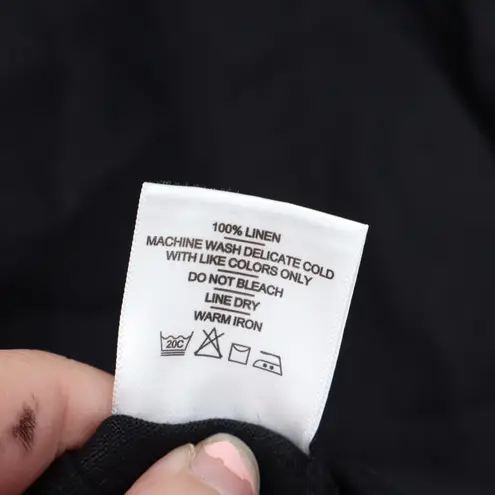 100% LINEN
MACHINE WASH DELICATE COLD
WITH LIKE COLORS ONLY
DO NOT BLEACH
LINE DRY
WARM IRON
20C